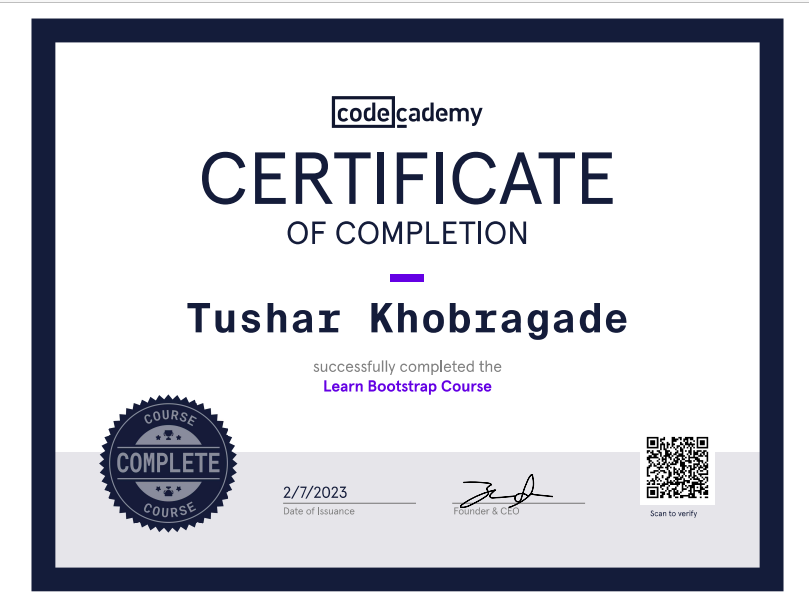 codecademy
CERTIFICATE
OF COMPLETION
Tushar Khobragade
successfully completed the
Learn Bootstrap Course
COURSE
COMPLETE
COURSE
2/7/2023
Date of Issuance
Founder & CEO
Scan to verify